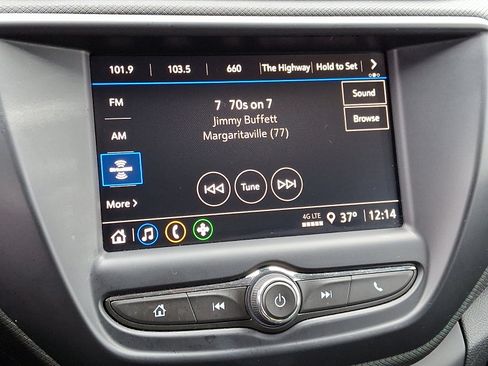 101.9 103.5 660 The Highway Hold to Set
FM
7 70s on 7
Sound
Jimmy Buffett
Browse
AM
Margaritaville (77)
Tune
More
4G LTE 37° 12:14